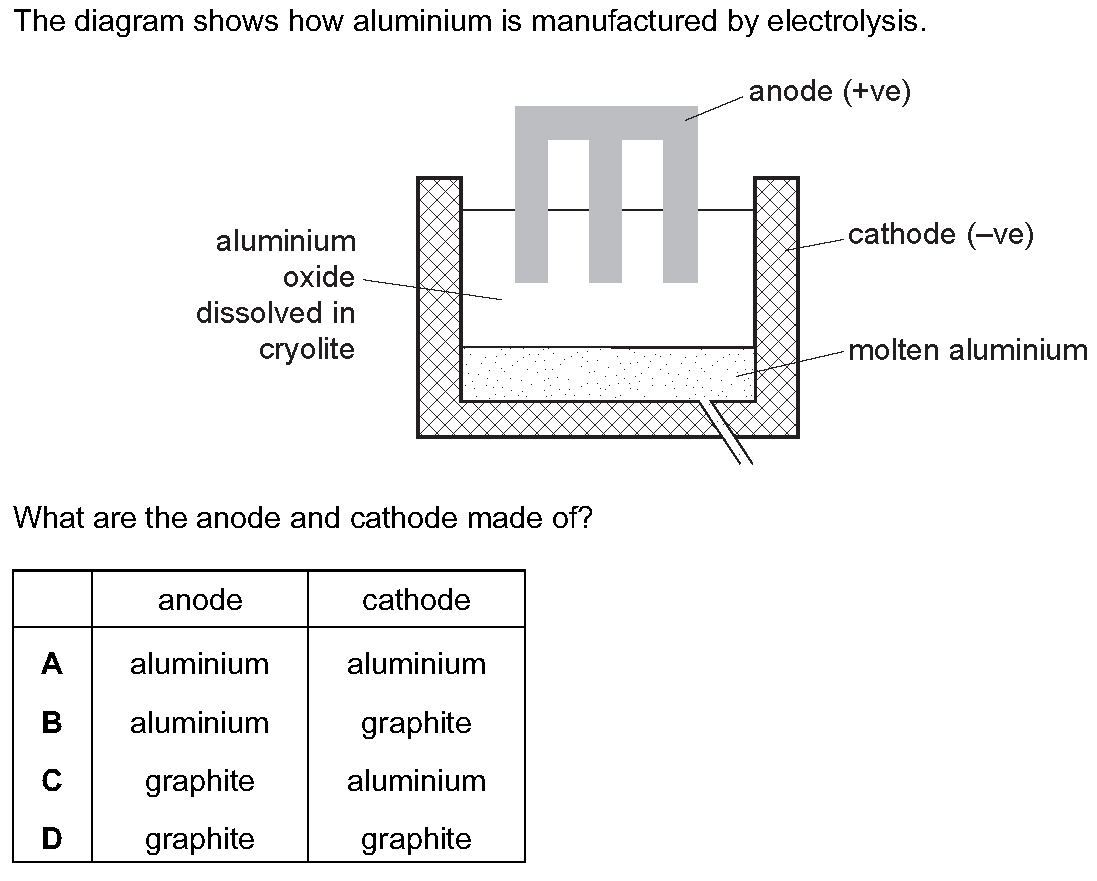 The diagram shows how aluminium is manufactured by electrolysis.
anode (+ve)
aluminium
oxide
dissolved in
cryolite
cathode (–ve)
molten aluminium
What are the anode and cathode made of?
anode cathode
A aluminium aluminium
B aluminium graphite
C graphite aluminium
D graphite graphite